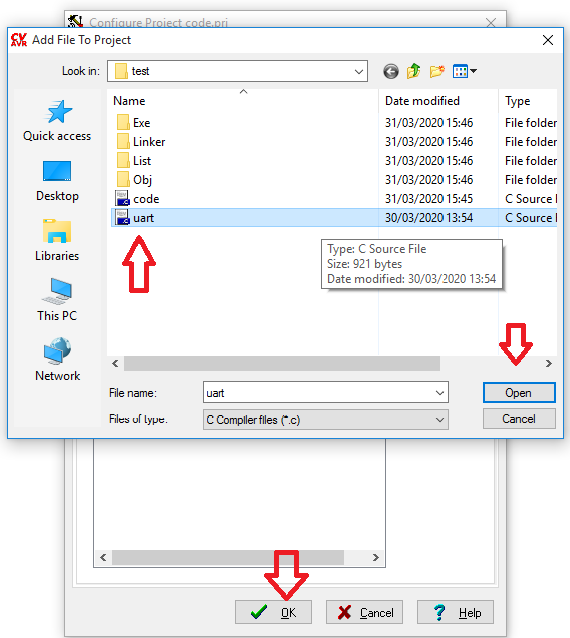 Configure Project code.prj
CV AVR Add File To Project
Look in: test
Name Date modified Type
Quick access
Desktop
Libraries
This PC
Network
Exe 31/03/2020 15:46 File folder
Linker 31/03/2020 15:46 File folder
List 31/03/2020 15:46 File folder
Obj 31/03/2020 15:46 File folder
code 31/03/2020 15:45 C Source F
uart 30/03/2020 13:54 C Source F
Type: C Source File
Size: 921 bytes
Date modified: 30/03/2020 13:54
File name: uart Open
Files of type: C Compiler files (*.c) Cancel
OK Cancel Help